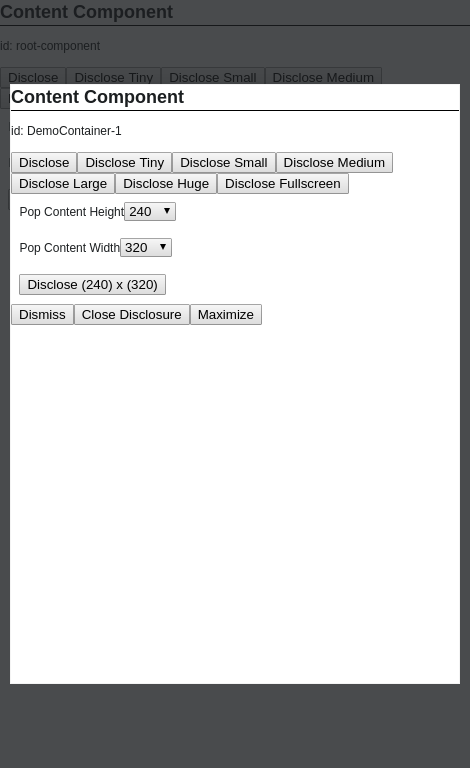 Content Component
id: root-component
Disclose Disclose Tiny Disclose Small Disclose Medium
Content Component
id: DemoContainer-1
Disclose Disclose Tiny Disclose Small Disclose Medium
Disclose Large Disclose Huge Disclose Fullscreen
Pop Content Height 240
Pop Content Width 320
Disclose (240) x (320)
Dismiss Close Disclosure Maximize